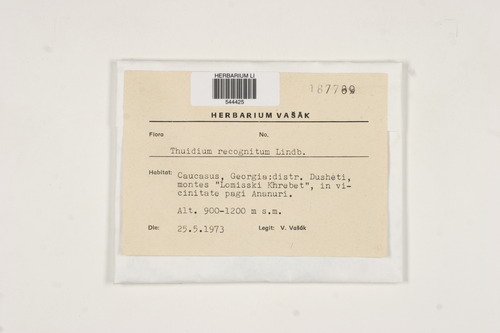 HERBARIUM LI
544425
HERBARIUM VAŠÁK
Flora No.
Thuidium recognitum Lindb.
Habitat: Caucasus, Georgia:distr. Dusheti,
montes "Lomisski Khrebet", in vi-
cinitate pagi Ananuri.
Alt. 900-1200 m s.m.
Die: 25.5.1973 Legit: V. Vašák